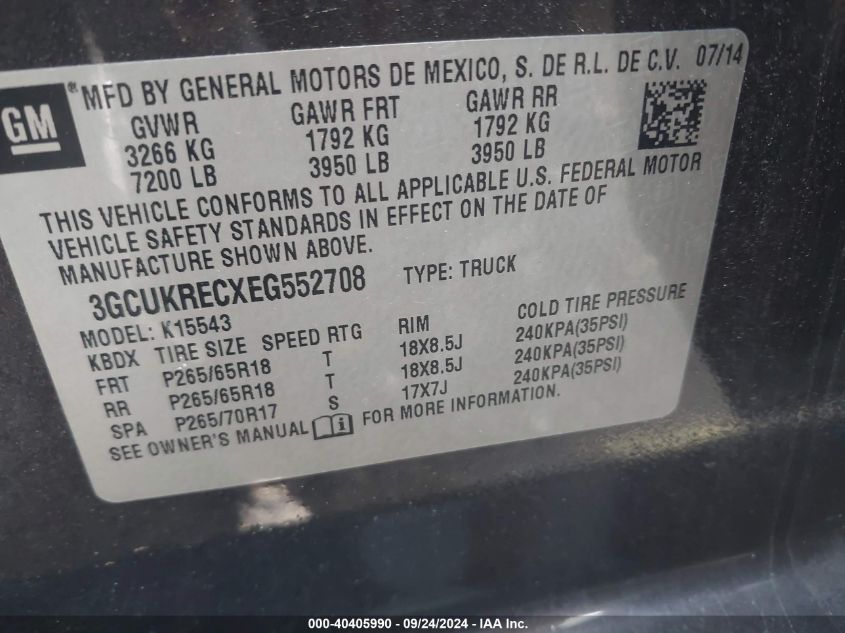 GM
® MFD BY GENERAL MOTORS DE MEXICO, S. DE R.L. DE C.V. 07/14
GVWR GAWR FRT GAWR RR
3266 KG 1792 KG 1792 KG
7200 LB 3950 LB 3950 LB
THIS VEHICLE CONFORMS TO ALL APPLICABLE U.S. FEDERAL MOTOR
VEHICLE SAFETY STANDARDS IN EFFECT ON THE DATE OF
MANUFACTURE SHOWN ABOVE.
3GCUKRECXEG552708 TYPE: TRUCK
MODEL: K15543
KBDX TIRE SIZE SPEED RTG RIM COLD TIRE PRESSURE
FRT P265/65R18 T 18X8.5J 240KPA(35PSI)
RR P265/65R18 T 18X8.5J 240KPA(35PSI)
SPA P265/70R17 S 17X7J 240KPA(35PSI)
SEE OWNER'S MANUAL i FOR MORE INFORMATION.
000-40405990 - 09/24/2024 - IAA Inc.